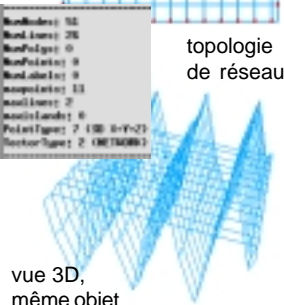 NumNodes: 51
NumLines: 26
NumPolys: 0
NumPoints: 0
NumLabels: 0
maxpoints: 11
maxlines: 2
maxislands: 0
PointType: 7 (3D X-Y-Z)
VectorType: 2 (NETWORK)
topologie
de réseau
vue 3D,
même objet